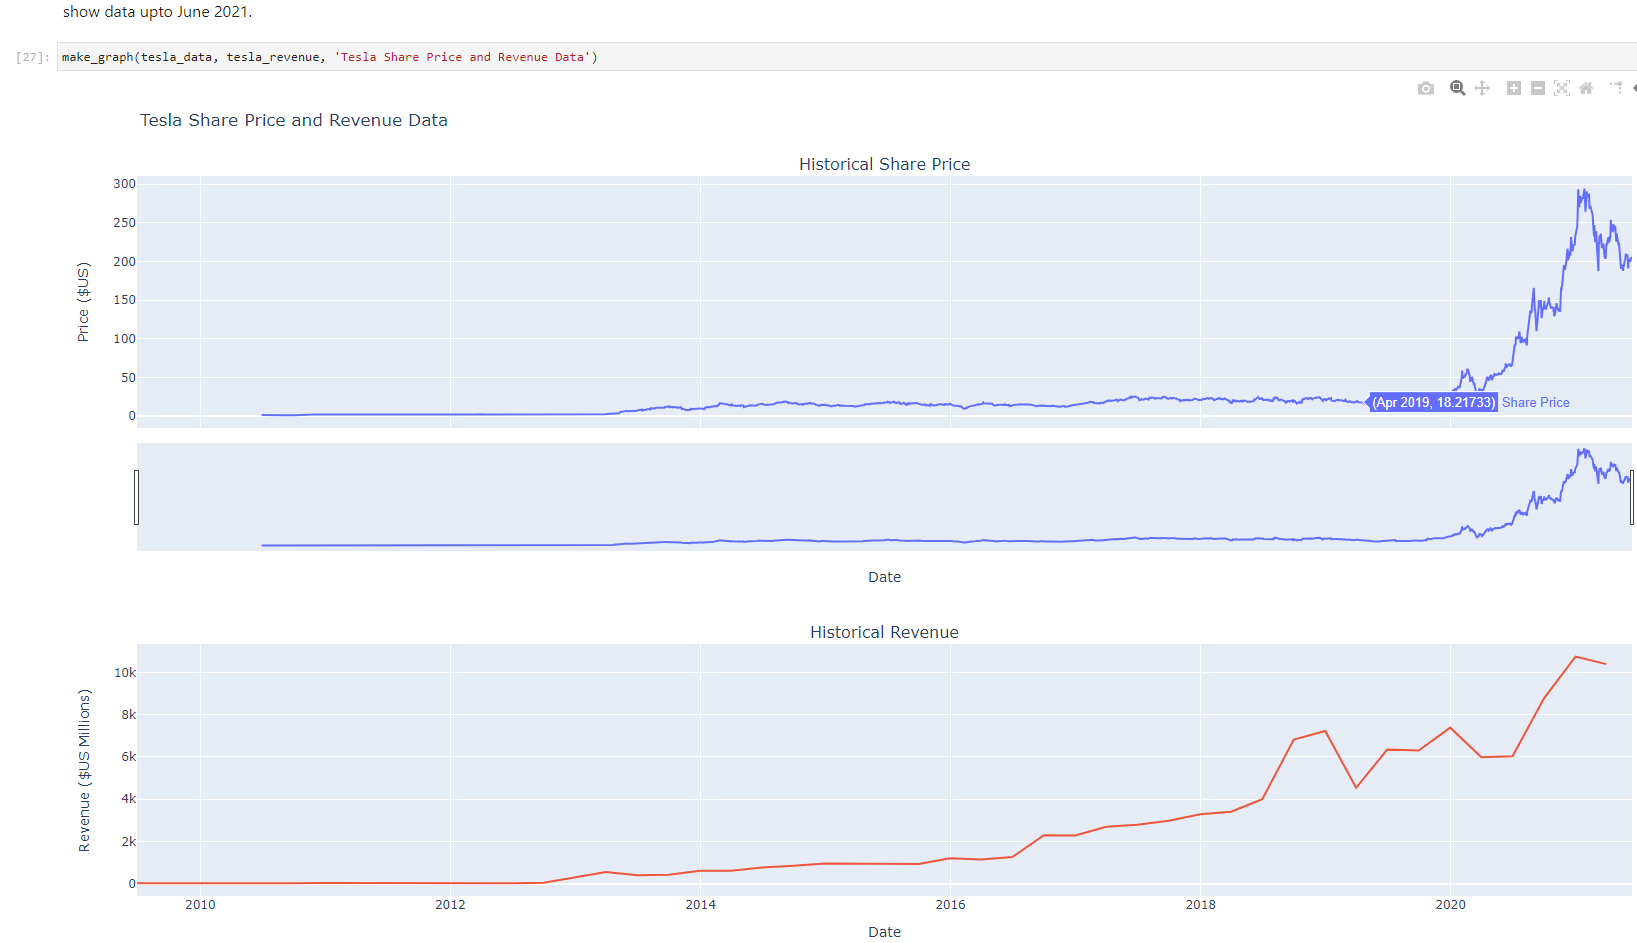 show data upto June 2021.
[27]: make_graph(tesla_data, tesla_revenue, 'Tesla Share Price and Revenue Data')
Tesla Share Price and Revenue Data
Historical Share Price
300
250
200
150
100
50
0
Price ($US)
(Apr 2019, 18.21733) Share Price
Date
Historical Revenue
10k
8k
6k
4k
2k
0
Revenue ($US Millions)
2010 2012 2014 2016 2018 2020
Date